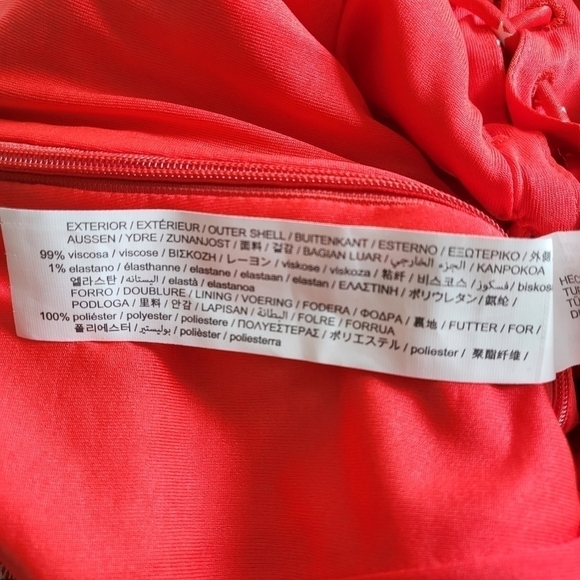 EXTERIOR / EXTÉRIEUR / OUTER SHELL / BUITENKANT / ESTERNO / ΕΞΩΤΕΡΙΚΟ / 外側
AUSSEN / YDRE / ZUNANJOST / 面料 / 겉감 / BAGIAN LUAR / الجزء الخارجي / KANPOKOA
99% viscosa / viscose / ΒΙΣΚΟΖΗ / レーヨン / viskose / viskoza / 粘纤 / 비스코스 / فسكوز / biskosa
1% elastano / élasthanne / elastane / elastaan / elastan / ΕΛΑΣΤΙΝΗ / ポリウレタン / 氨纶 /
엘라스탄 / اليستانة / elastà / elastanoa
FORRO / DOUBLURE / LINING / VOERING / FODERA / ΦΟΔΡΑ / 裏地 / FUTTER / FOR /
PODLOGA / 里料 / 안감 / LAPISAN / البطانة / FOLRE / FORRUA
100% poliéster / polyester / poliestere / ΠΟΛΥΕΣΤΕΡΑΣ / ポリエステル / poliester / 聚酯纤维 /
폴리에스터 / بوليستير / polièster / poliesterra
HEC